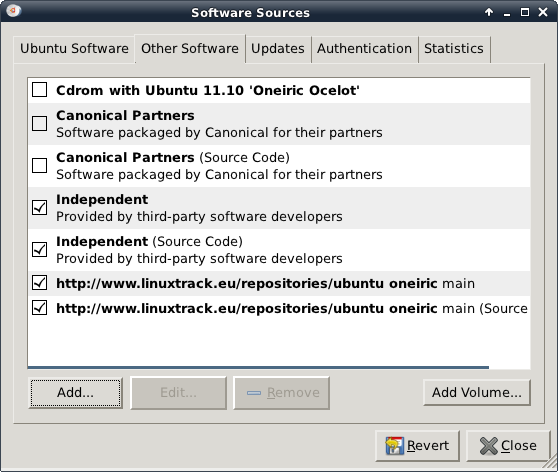 Software Sources
Ubuntu Software
Other Software
Updates
Authentication
Statistics
Cdrom with Ubuntu 11.10 'Oneiric Ocelot'
Canonical Partners
Software packaged by Canonical for their partners
Canonical Partners (Source Code)
Software packaged by Canonical for their partners
Independent
Provided by third-party software developers
Independent (Source Code)
Provided by third-party software developers
http://www.linuxtrack.eu/repositories/ubuntu oneiric main
http://www.linuxtrack.eu/repositories/ubuntu oneiric main (Source
Add...
Edit...
Remove
Add Volume...
Revert
Close